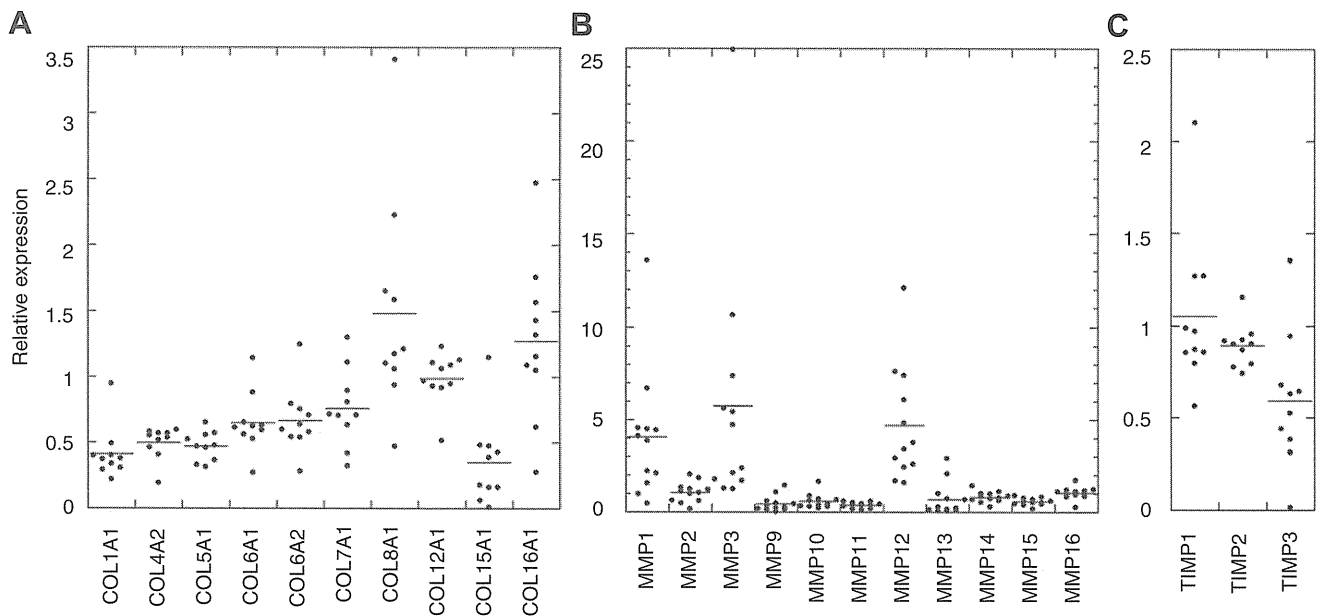 A
B
C
Relative expression
3.5
3
2.5
2
1.5
1
0.5
0
COL1A1
COL4A2
COL5A1
COL6A1
COL6A2
COL7A1
COL8A1
COL12A1
COL15A1
COL16A1
25
20
15
10
5
0
MMP1
MMP2
MMP3
MMP9
MMP10
MMP11
MMP12
MMP13
MMP14
MMP15
MMP16
2.5
2
1.5
1
0.5
0
TIMP1
TIMP2
TIMP3